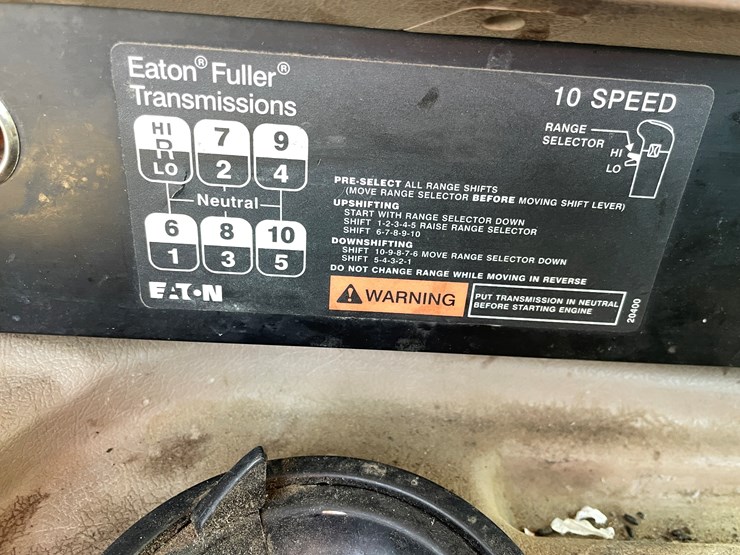 Eaton® Fuller®
Transmissions
10 SPEED
HI
R
LO
7
2
9
4
Neutral
6
1
8
3
10
5
RANGE
SELECTOR
HI
LO
PRE-SELECT ALL RANGE SHIFTS
(MOVE RANGE SELECTOR BEFORE MOVING SHIFT LEVER)
UPSHIFTING
START WITH RANGE SELECTOR DOWN
SHIFT 1-2-3-4-5 RAISE RANGE SELECTOR
SHIFT 6-7-8-9-10
DOWNSHIFTING
SHIFT 10-9-8-7-6 MOVE RANGE SELECTOR DOWN
SHIFT 5-4-3-2-1
DO NOT CHANGE RANGE WHILE MOVING IN REVERSE
EATON
WARNING
PUT TRANSMISSION IN NEUTRAL
BEFORE STARTING ENGINE
20400